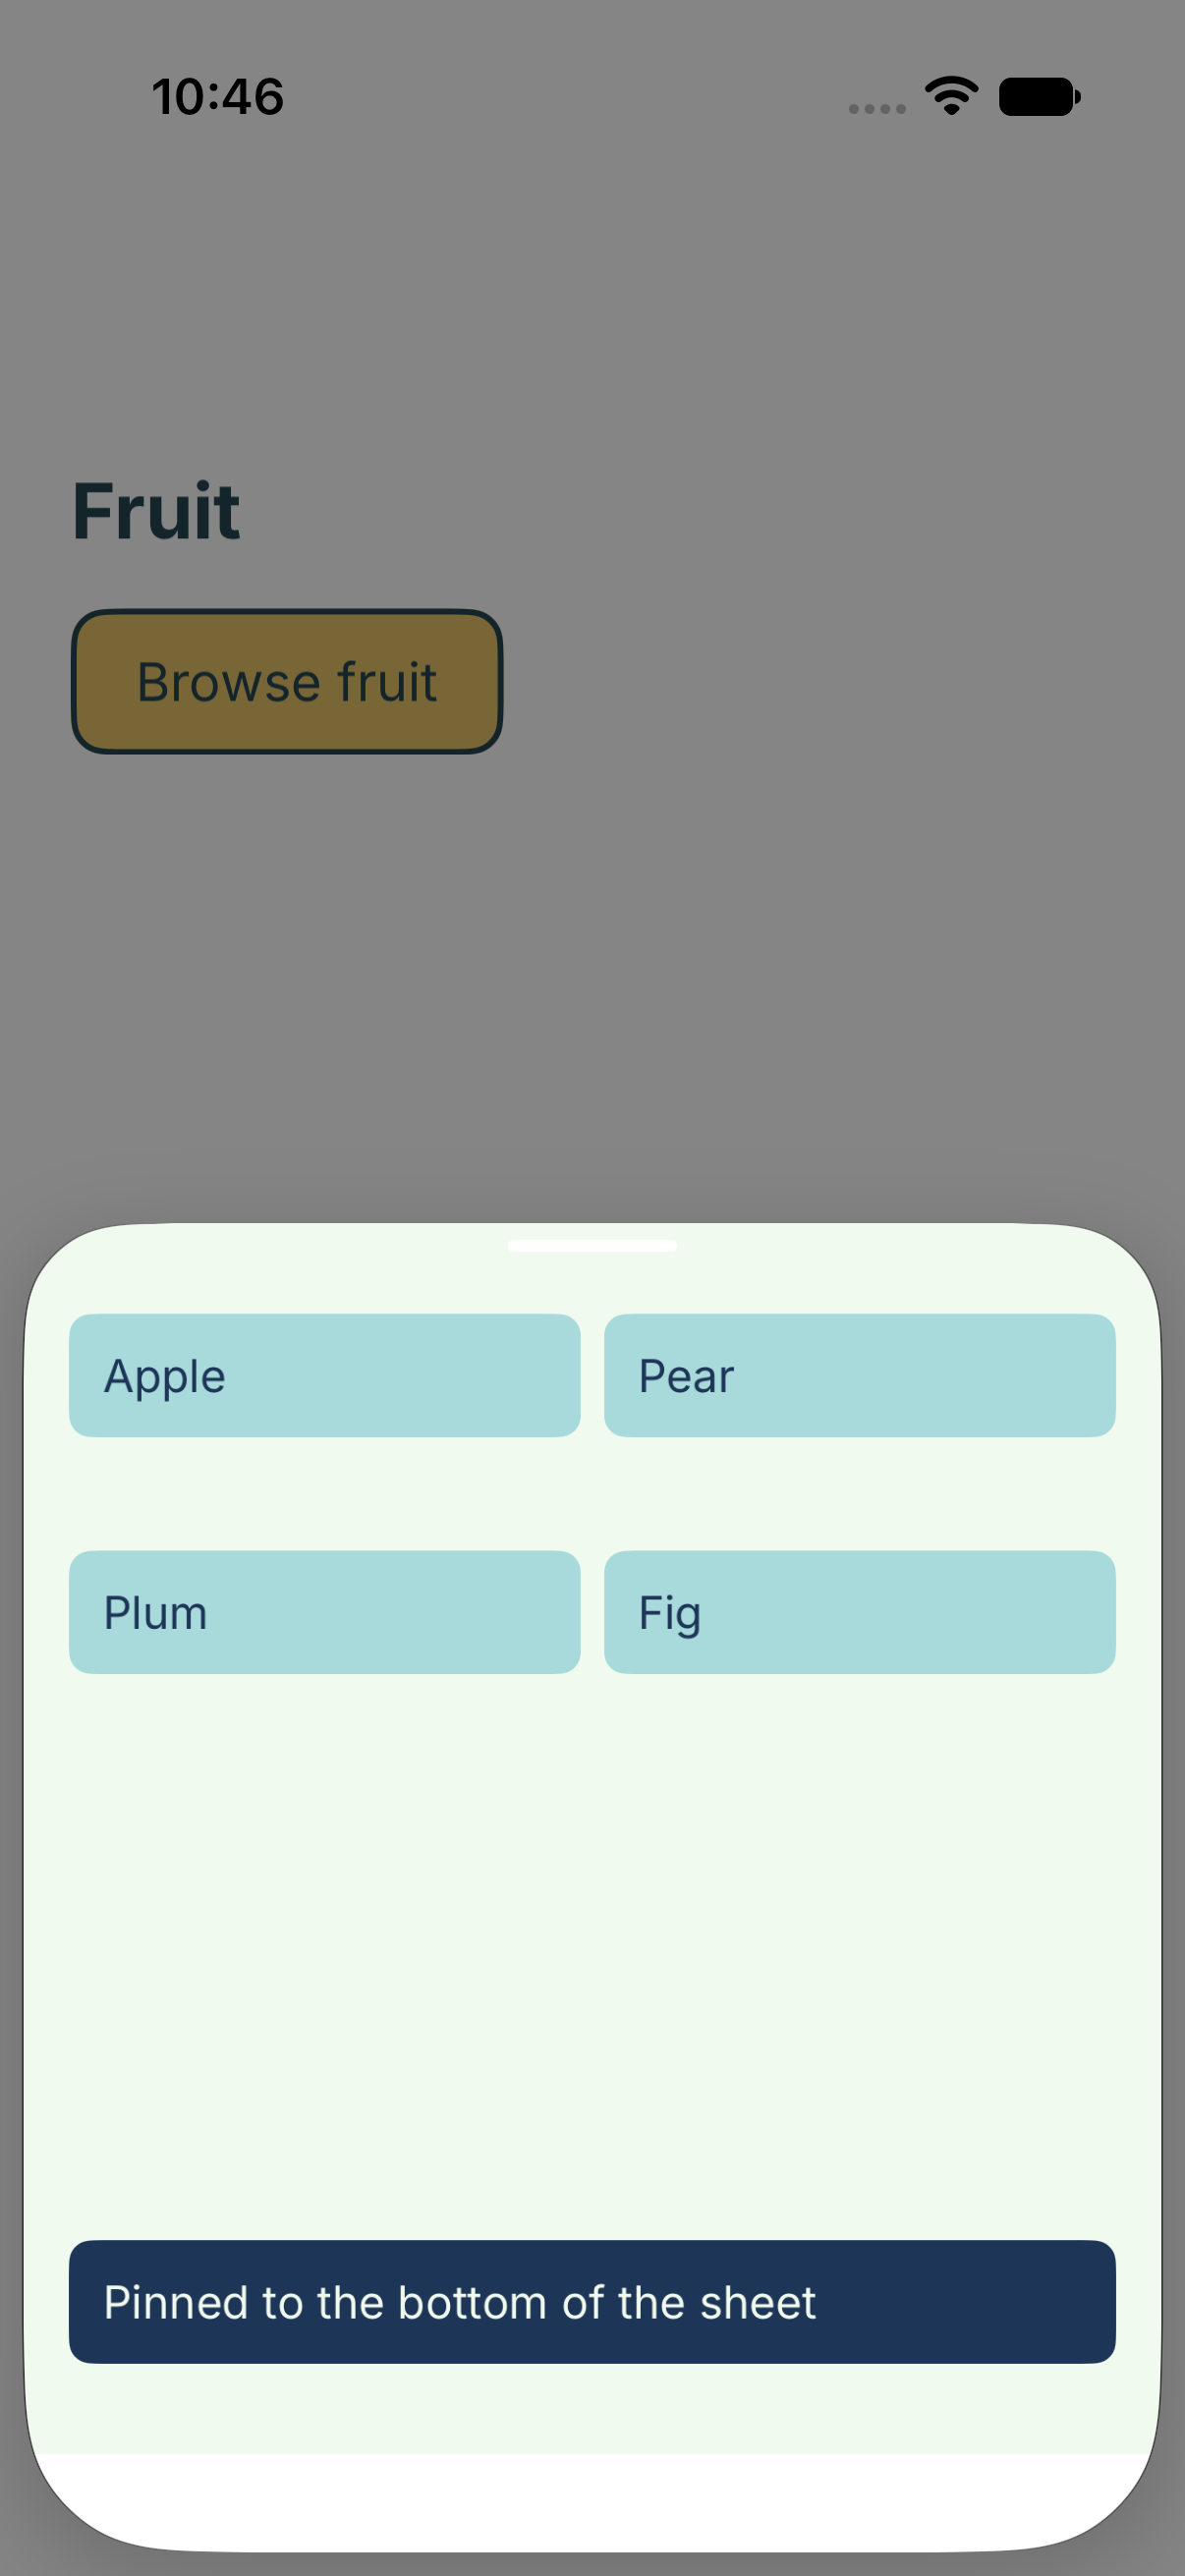 10:46
Fruit
Browse fruit
Apple
Pear
Plum
Fig
Pinned to the bottom of the sheet